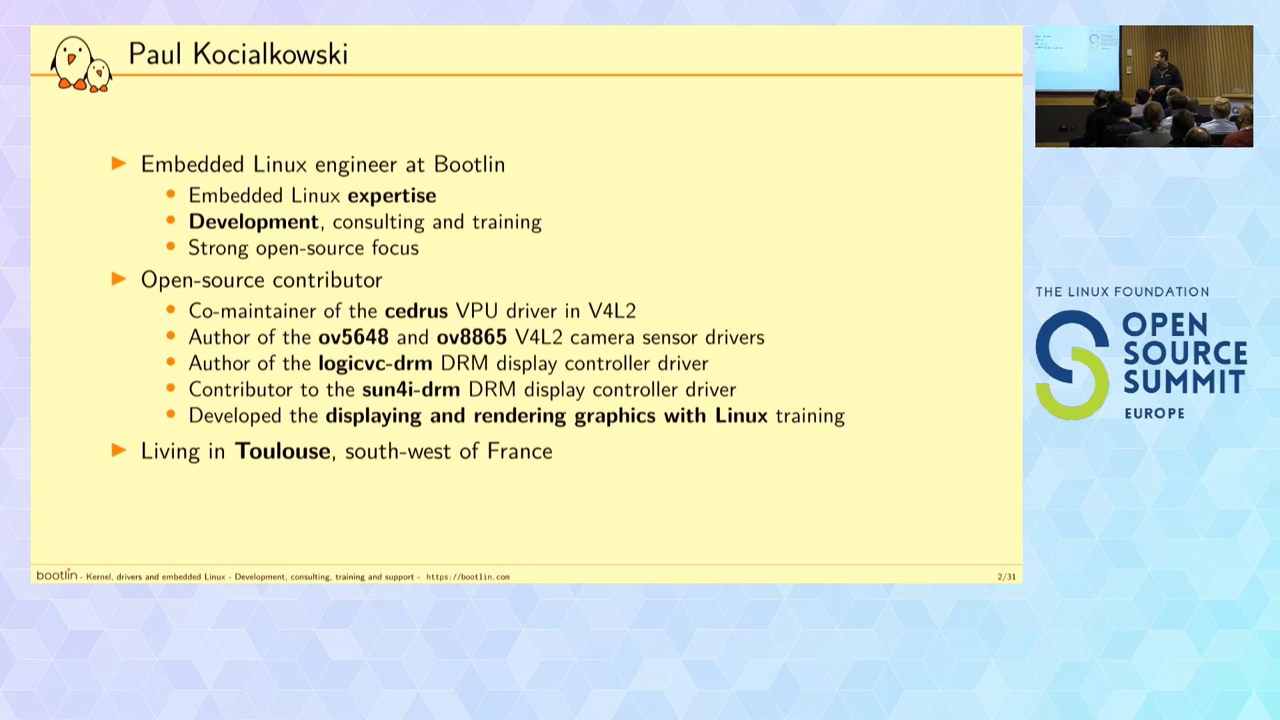 Paul Kocialkowski
Embedded Linux engineer at Bootlin
Embedded Linux expertise
Development, consulting and training
Strong open-source focus
Open-source contributor
Co-maintainer of the cedrus VPU driver in V4L2
Author of the ov5648 and ov8865 V4L2 camera sensor drivers
Author of the logicvc-drm DRM display controller driver
Contributor to the sun4i-drm DRM display controller driver
Developed the displaying and rendering graphics with Linux training
Living in Toulouse, south-west of France
bootlin - Kernel, drivers and embedded Linux - Development, consulting, training and support - https://bootlin.com
2/31
OPEN
SOURCE
SUMMIT
THE LINUX FOUNDATION
OPEN
SOURCE
SUMMIT
EUROPE